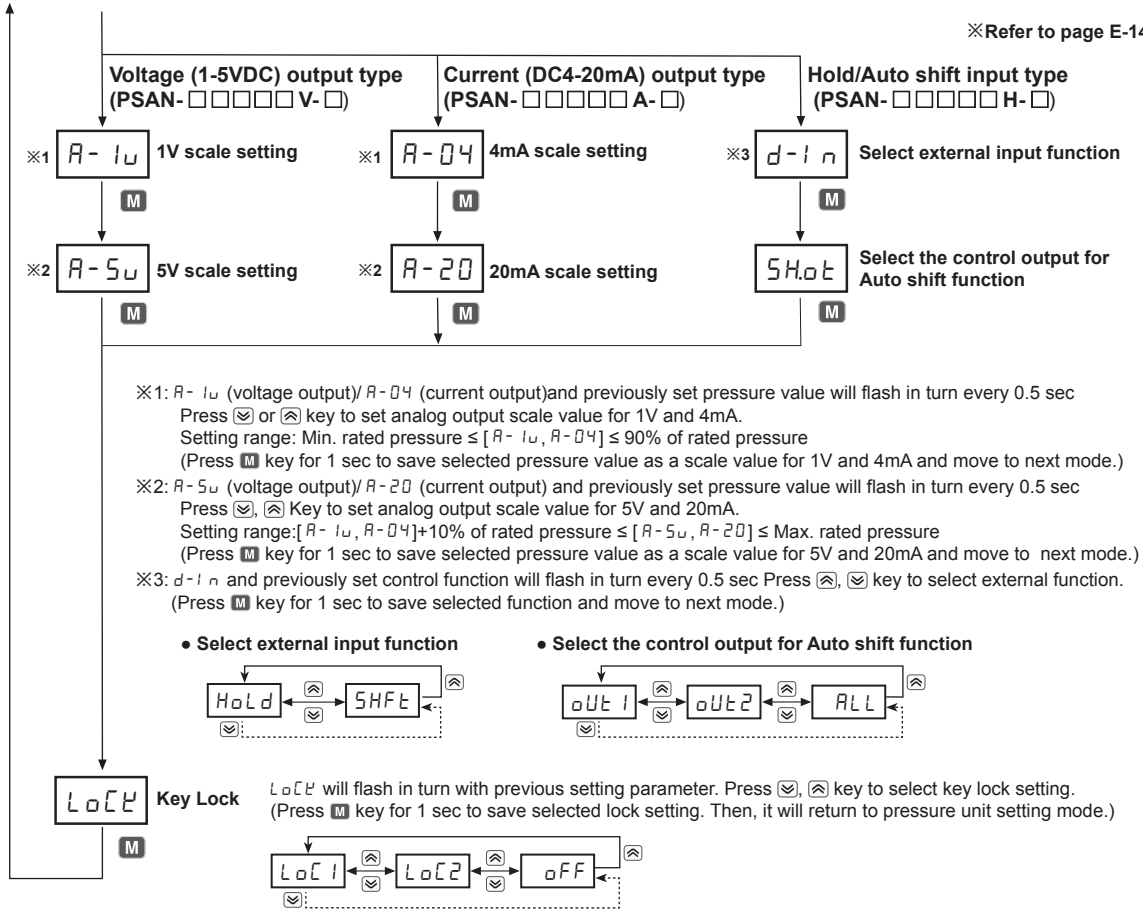 ※Refer to page E-14
Voltage (1-5VDC) output type
(PSAN- □□□□□ V- □)
Current (DC4-20mA) output type
(PSAN- □□□□□ A- □)
Hold/Auto shift input type
(PSAN- □□□□□ H- □)
※1 A-1v 1V scale setting
※1 A-04 4mA scale setting
※3 d-In Select external input function
M
M
M
※2 A-5v 5V scale setting
※2 A-20 20mA scale setting
SH.ot Select the control output for
Auto shift function
M
M
M
※1: A-1v (voltage output)/ A-04 (current output)and previously set pressure value will flash in turn every 0.5 sec
Press or key to set analog output scale value for 1V and 4mA.
Setting range: Min. rated pressure ≤ [ A-1v, A-04] ≤ 90% of rated pressure
(Press M key for 1 sec to save selected pressure value as a scale value for 1V and 4mA and move to next mode.)
※2: A-5v (voltage output)/ A-20 (current output) and previously set pressure value will flash in turn every 0.5 sec
Press , Key to set analog output scale value for 5V and 20mA.
Setting range:[ A-1v, A-04]+10% of rated pressure ≤ [ A-5v, A-20] ≤ Max. rated pressure
(Press M key for 1 sec to save selected pressure value as a scale value for 5V and 20mA and move to next mode.)
※3: d-In and previously set control function will flash in turn every 0.5 sec Press , key to select external function.
(Press M key for 1 sec to save selected function and move to next mode.)
● Select external input function
● Select the control output for Auto shift function
HoLd SHFt
oUt1 oUt2 ALL
LoCK Key Lock
LoCK will flash in turn with previous setting parameter. Press , key to select key lock setting.
(Press M key for 1 sec to save selected lock setting. Then, it will return to pressure unit setting mode.)
M
LoC1 LoC2 oFF